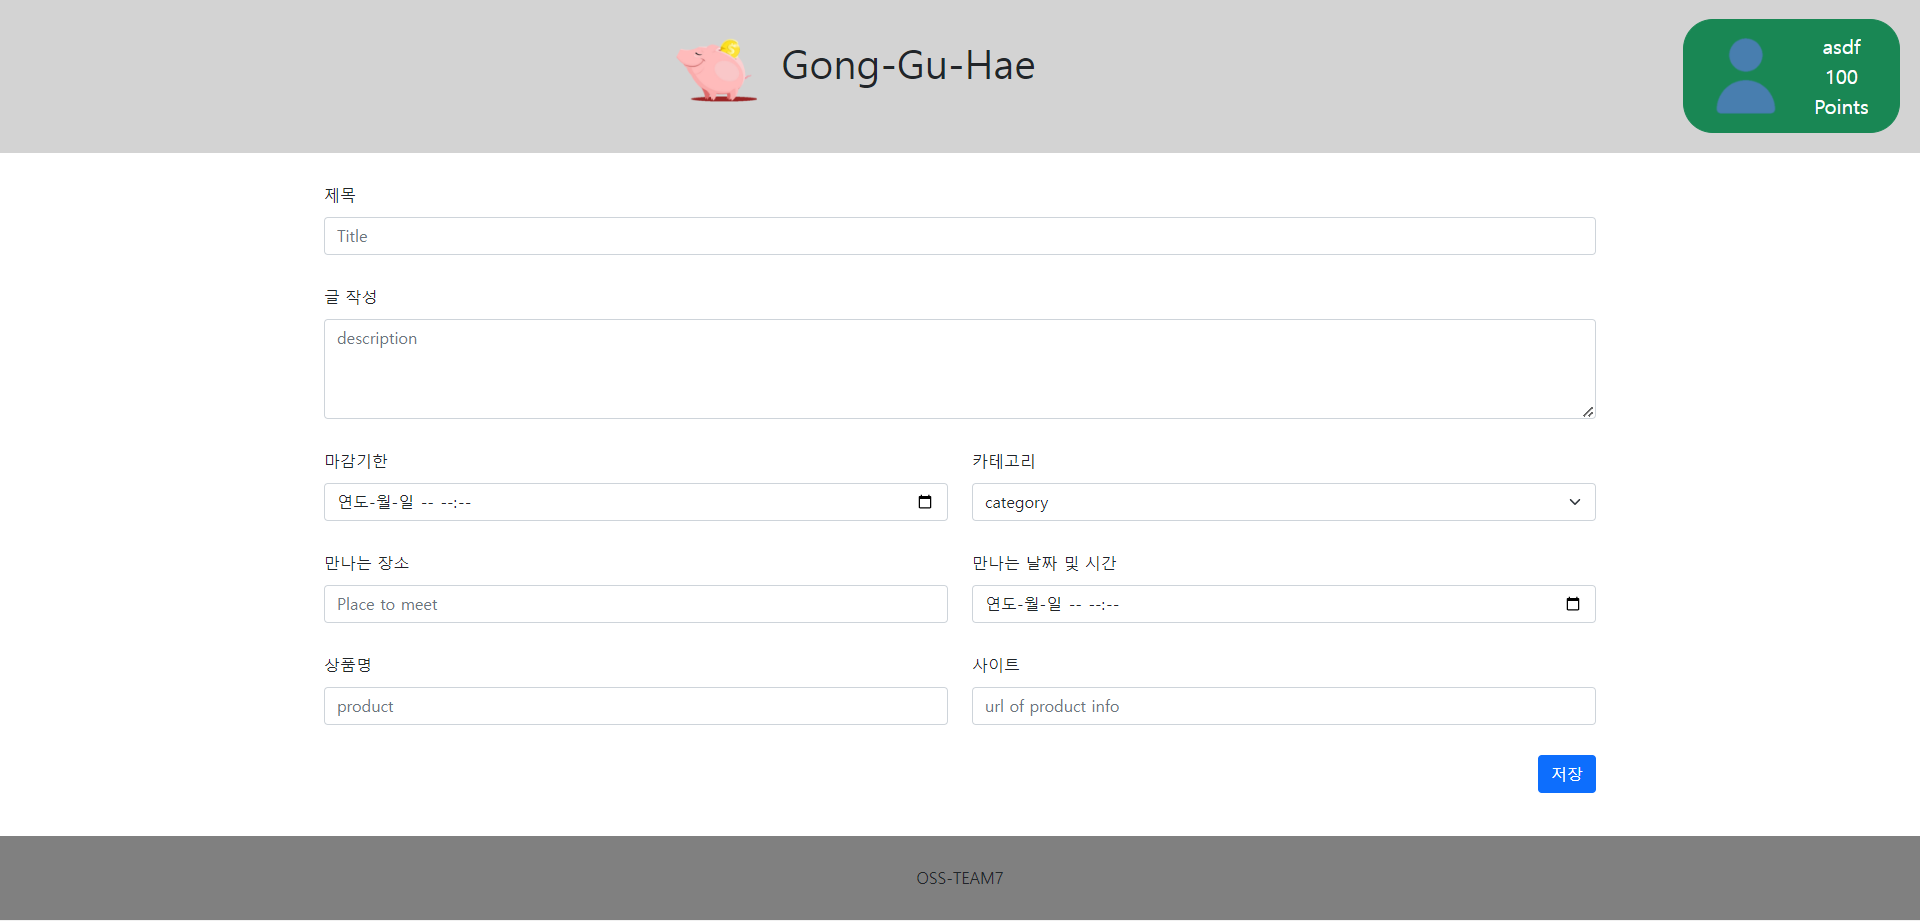 Gong-Gu-Hae
asdf
100
Points
제목
Title
글 작성
description
마감기한
카테고리
연도-월-일 -- --:--
category
만나는 장소
만나는 날짜 및 시간
Place to meet
연도-월-일 -- --:--
상품명
사이트
product
url of product info
저장
OSS-TEAM7